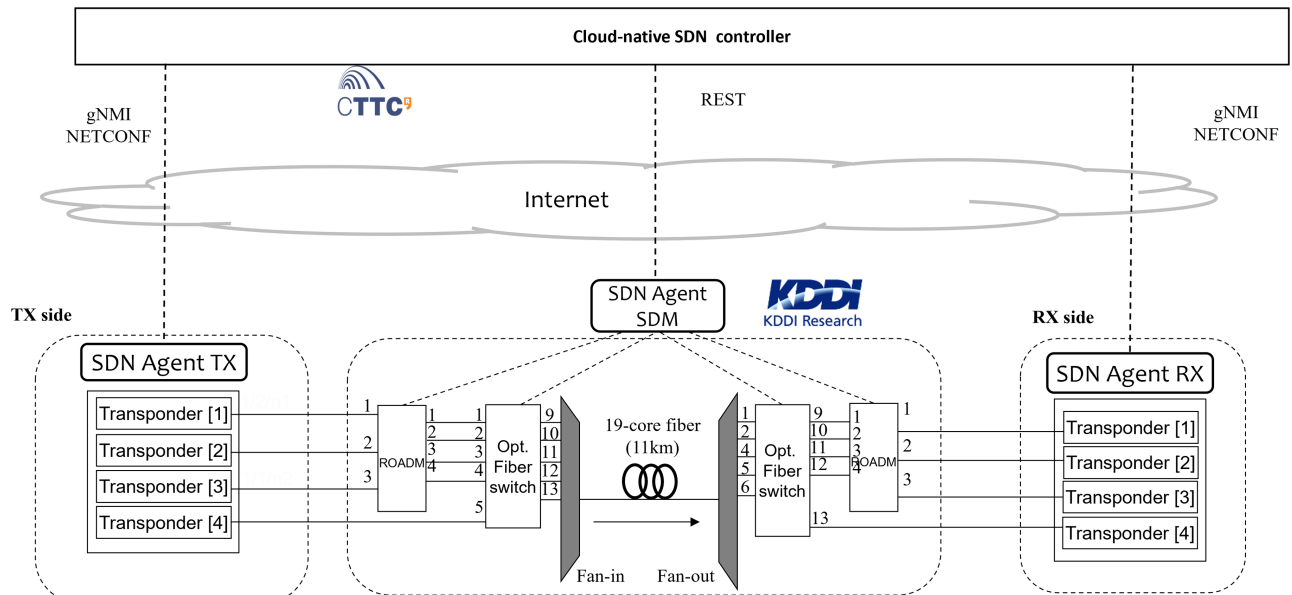 Cloud-native SDN controller
gNMI
NETCONF
CTTC
REST
gNMI
NETCONF
Internet
SDN Agent
SDM
KDDI
KDDI Research
TX side
RX side
SDN Agent TX
SDN Agent RX
Transponder [1]
Transponder [2]
Transponder [3]
Transponder [4]
1
2
3
ROADM
1
2
3
4
1
2
3
4
5
Opt.
Fiber
switch
9
10
11
12
13
19-core fiber
(11km)
Fan-in
Fan-out
1
2
4
5
6
Opt.
Fiber
switch
9
10
11
12
13
1
2
3
4
ROADM
1
2
3
Transponder [1]
Transponder [2]
Transponder [3]
Transponder [4]